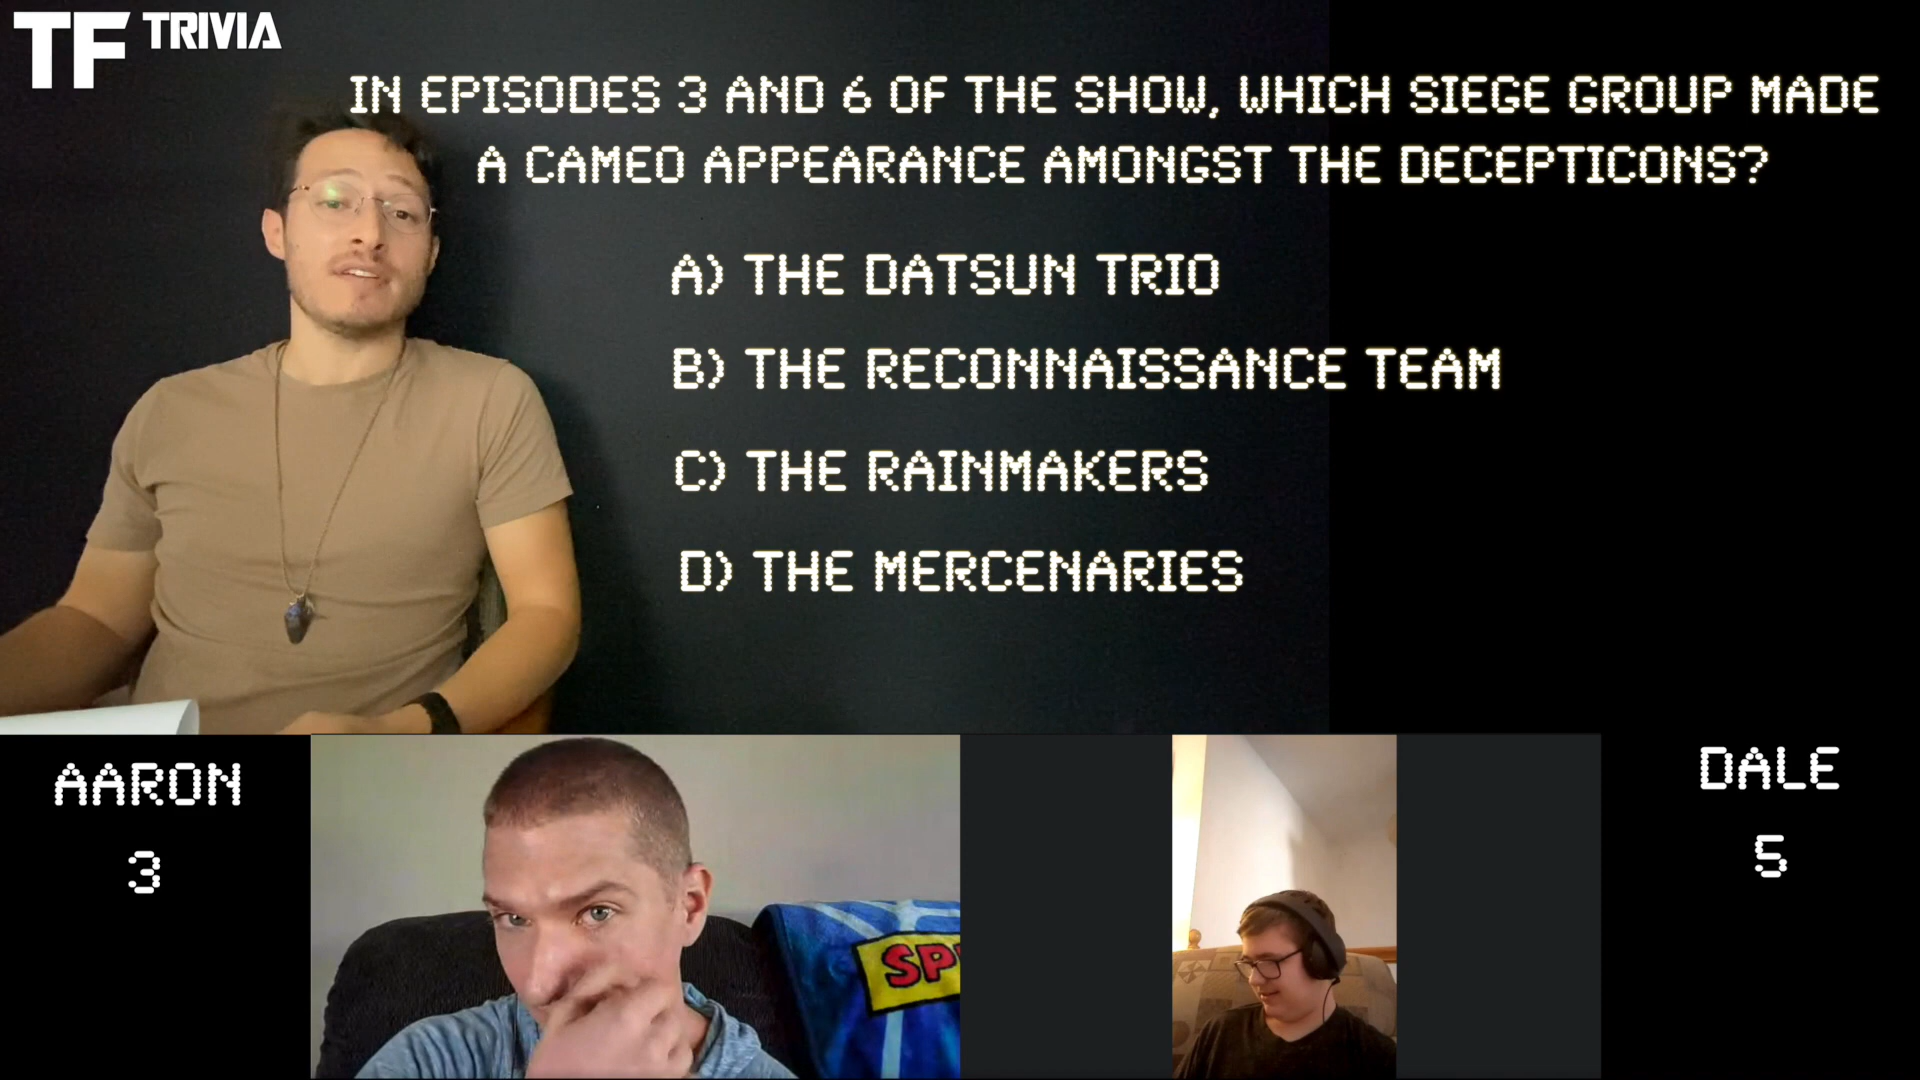 TF TRIVIA
IN EPISODES 3 AND 6 OF THE SHOW, WHICH SIEGE GROUP MADE
A CAMEO APPEARANCE AMONGST THE DECEPTICONS?
A) THE DATSUN TRIO
B) THE RECONNAISSANCE TEAM
C) THE RAINMAKERS
D) THE MERCENARIES
AARON
3
SP
DALE
5